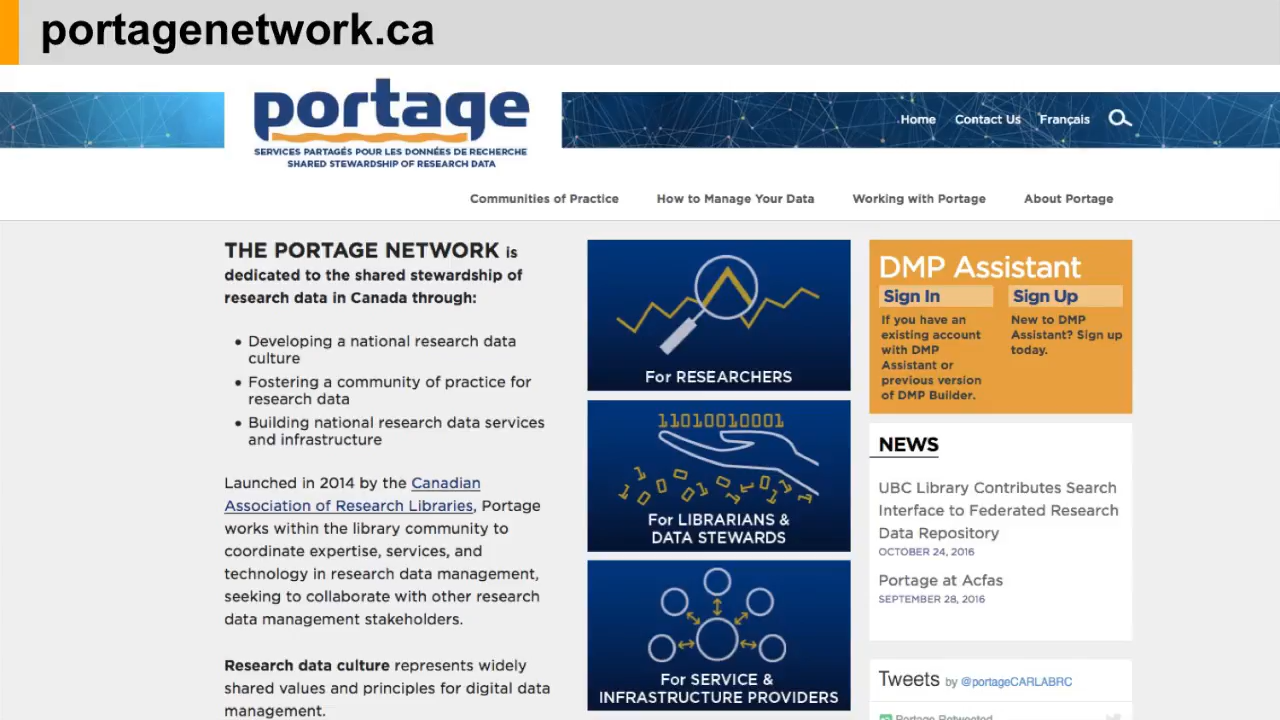 portagenetwork.ca
portage
SERVICES PARTAGÉS POUR LES DONNÉES DE RECHERCHE
SHARED STEWARDSHIP OF RESEARCH DATA
Home
Contact Us
Français
Communities of Practice
How to Manage Your Data
Working with Portage
About Portage
THE PORTAGE NETWORK is
dedicated to the shared stewardship of
research data in Canada through:
• Developing a national research data
culture
• Fostering a community of practice for
research data
• Building national research data services
and infrastructure
Launched in 2014 by the Canadian
Association of Research Libraries, Portage
works within the library community to
coordinate expertise, services, and
technology in research data management,
seeking to collaborate with other research
data management stakeholders.
Research data culture represents widely
shared values and principles for digital data
management.
For RESEARCHERS
11010010001
For LIBRARIANS &
DATA STEWARDS
For SERVICE &
INFRASTRUCTURE PROVIDERS
DMP Assistant
Sign In
If you have an
existing account
with DMP
Assistant or
previous version
of DMP Builder.
Sign Up
New to DMP
Assistant? Sign up
today.
NEWS
UBC Library Contributes Search
Interface to Federated Research
Data Repository
OCTOBER 24, 2016
Portage at Acfas
SEPTEMBER 28, 2016
Tweets by @portageCARLABRC
Portage Retweeted